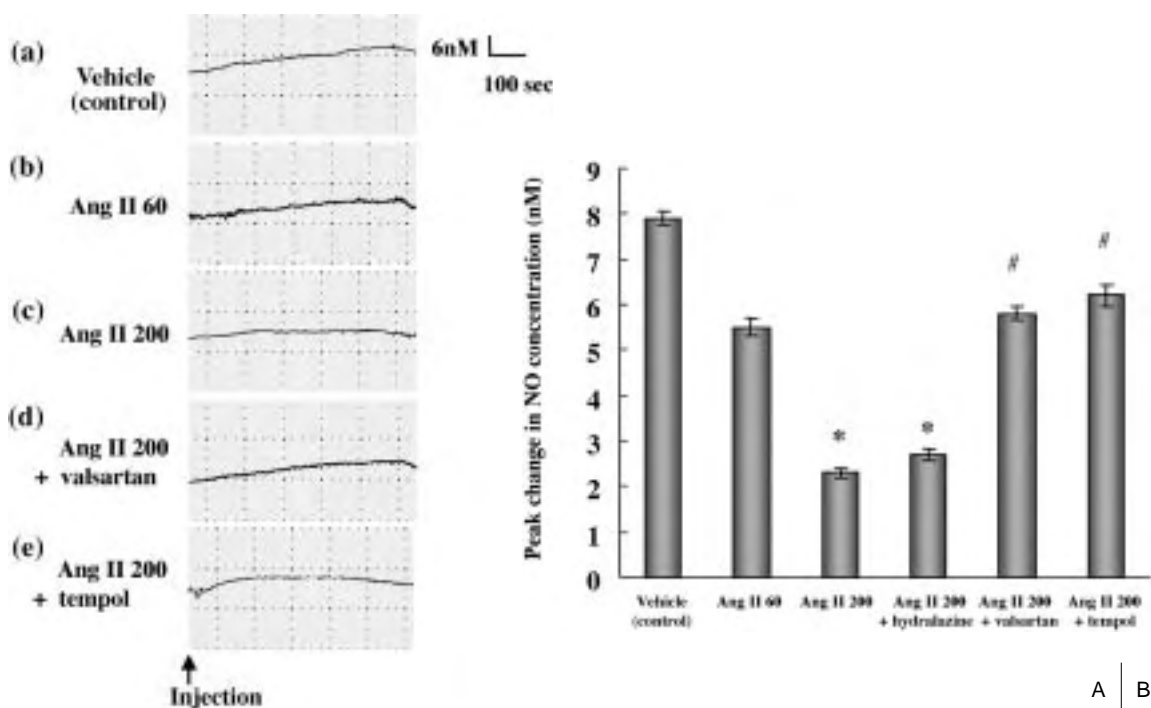 (a)
Vehicle
(control)
6nM
100 sec
(b)
Ang II 60
(c)
Ang II 200
(d)
Ang II 200
+ valsartan
(e)
Ang II 200
+ tempol
Injection
Peak change in NO concentration (nM)
9
8
7
6
5
4
3
2
1
0
*
*
#
#
Vehicle
(control)
Ang II 60
Ang II 200
Ang II 200
+ hydralazine
Ang II 200
+ valsartan
Ang II 200
+ tempol
A | B